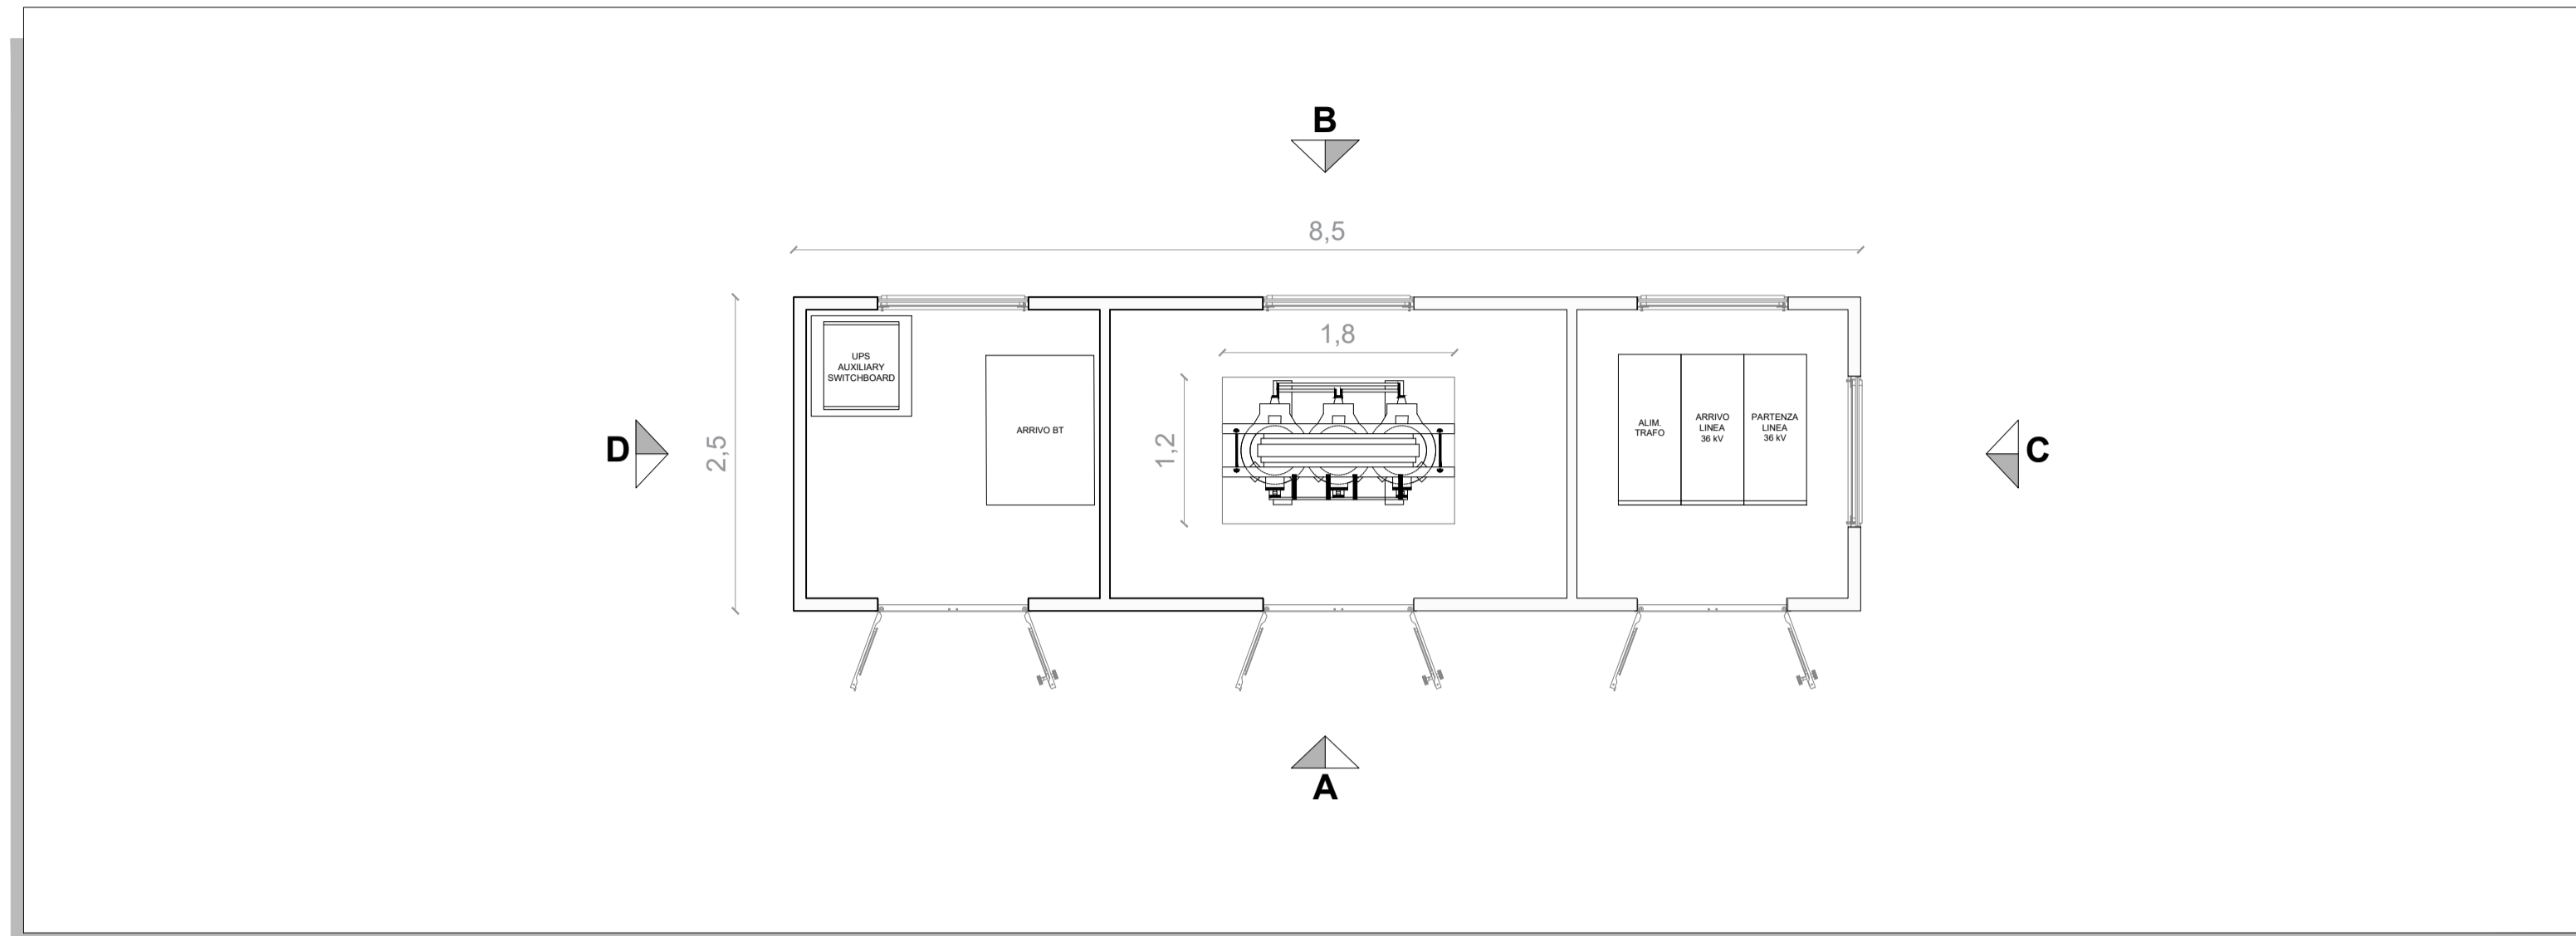 B
8,5
1,8
UPS
AUXILIARY
SWITCHBOARD
ARRIVO BT
1,2
2,5
D
ALIM.
TRAFO
ARRIVO
LINEA
36 kV
PARTENZA
LINEA
36 kV
C
A